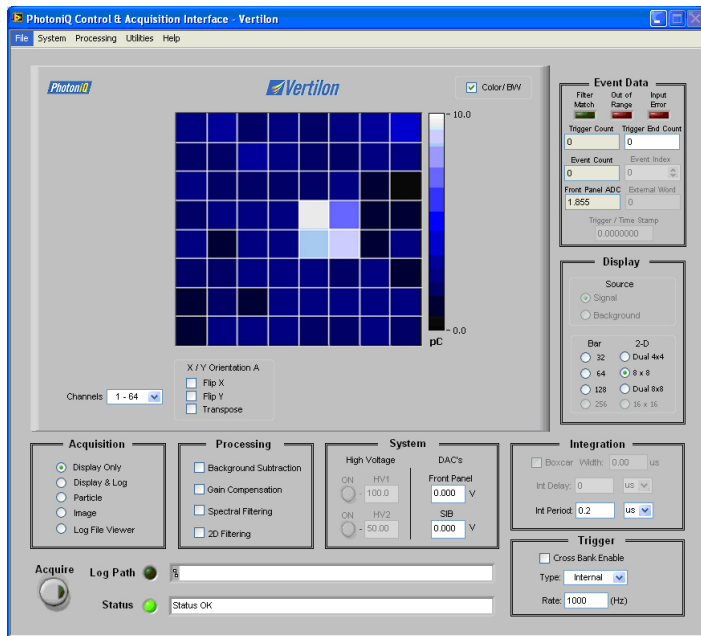 PhotoniQ Control & Acquisition Interface - Vertilon
File System Processing Utilities Help
PhotoniQ
Vertilon
Color/BW
10.0
0.0
pC
X / Y Orientation A
Flip X
Flip Y
Transpose
Channels 1 - 64
Event Data
Filter Match
Out of Range
Input Error
Trigger Count Trigger End Count
0 0
Event Count Event Index
0 0
Front Panel ADC External Word
1.855 0
Trigger / Time Stamp
0.0000000
Display
Source
Signal
Background
Bar 2-D
32 Dual 4x4
64 8 x 8
128 Dual 8x8
256 16 x 16
Acquisition
Display Only
Display & Log
Particle
Image
Log File Viewer
Processing
Background Subtraction
Gain Compensation
Spectral Filtering
2D Filtering
System
High Voltage DAC's
ON HV1 Front Panel
100.0 0.000 V
ON HV2 SIB
50.00 0.000 V
Integration
Boxcar Width: 0.00 us
Int Delay: 0 us
Int Period: 0.2 us
Trigger
Cross Bank Enable
Type: Internal
Rate: 1000 (Hz)
Acquire
Log Path
Status Status OK